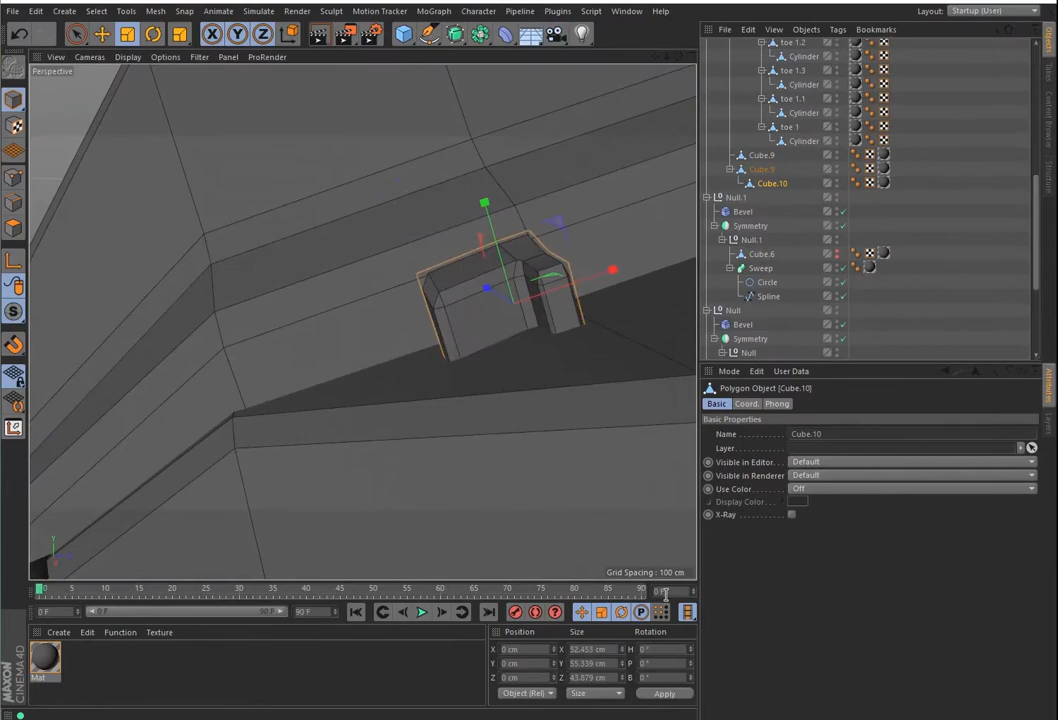 File Edit Create Select Tools Mesh Snap Animate Simulate Render Sculpt Motion Tracker MoGraph Character Pipeline Plugins Script Window Help
Layout: Startup (User)
X Y Z
View Cameras Display Options Filter Panel ProRender
Perspective
Y
Grid Spacing : 100 cm
File Edit View Objects Tags Bookmarks
toe 1.2
Cylinder
toe 1.3
Cylinder
toe 1.1
Cylinder
toe 1
Cylinder
Cube.9
Cube.9
Cube.10
Null.1
Bevel
Symmetry
Null.1
Cube.6
Sweep
Circle
Spline
Null
Bevel
Symmetry
Null
Objects
Takes
Content Browser
Structure
Mode Edit User Data
Polygon Object [Cube.10]
Basic Coord. Phong
Basic Properties
Name Cube.10
Layer
Visible in Editor Default
Visible in Renderer Default
Use Color Off
Display Color
X-Ray
Attributes
Layers
0 5 10 15 20 25 30 35 40 45 50 55 60 65 70 75 80 85 90
0 F
0 F 0 F 90 F 90 F
Create Edit Function Texture
Mat
Position Size Rotation
X 0 cm X 52.453 cm H 0 °
Y 0 cm Y 55.339 cm P 0 °
Z 0 cm Z 43.879 cm B 0 °
Object (Rel) Size Apply
MAXON
CINEMA 4D